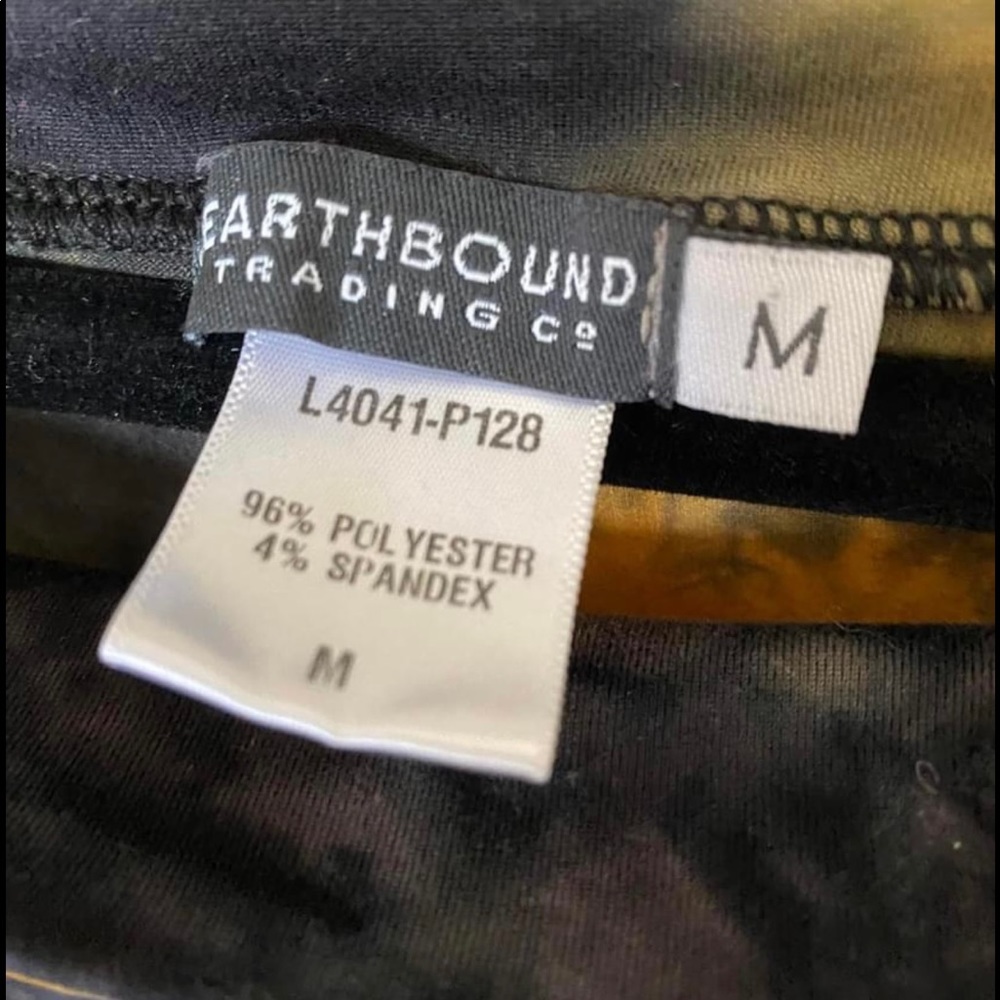 EARTHBOUND
TRADING Cº
M
L4041-P128
96% POLYESTER
4% SPANDEX
M